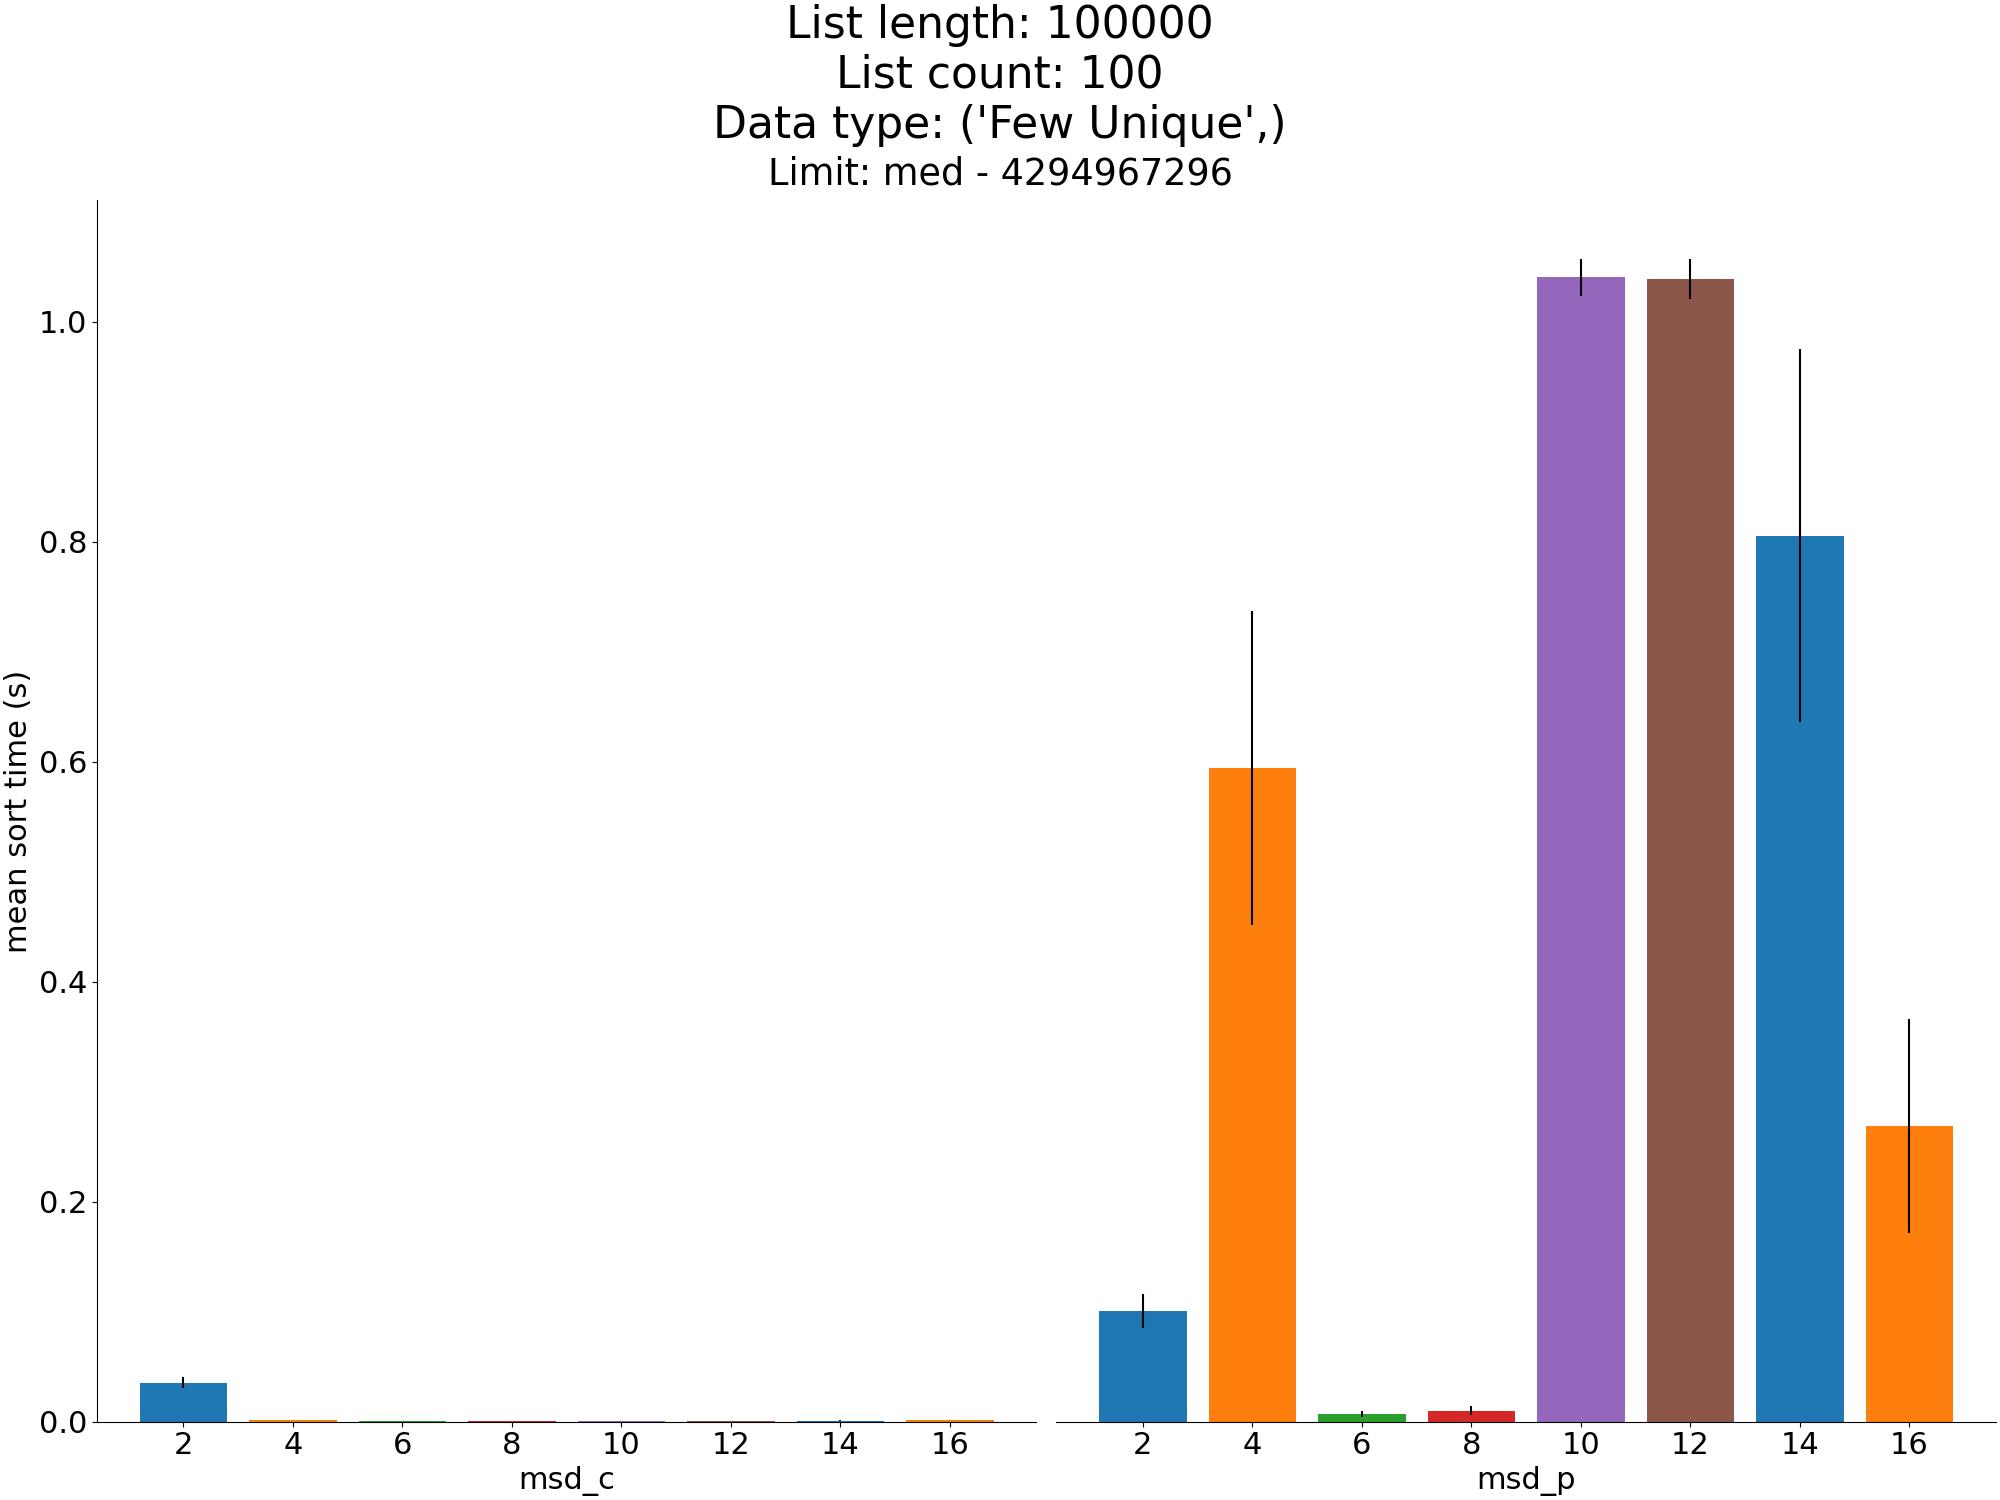 List length: 100000
List count: 100
Data type: ('Few Unique',)
Limit: med - 4294967296
mean sort time (s)
1.0
0.8
0.6
0.4
0.2
0.0
2 4 6 8 10 12 14 16
msd_c
2 4 6 8 10 12 14 16
msd_p